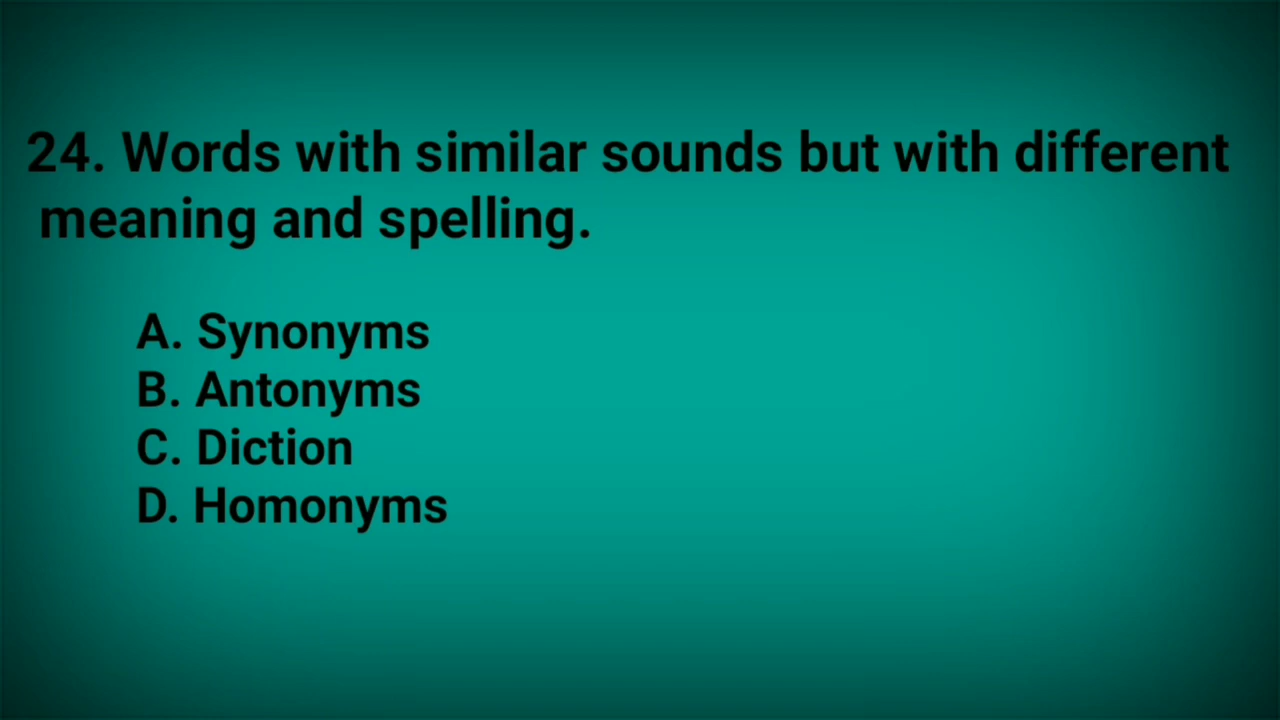 24. Words with similar sounds but with different
meaning and spelling.
A. Synonyms
B. Antonyms
C. Diction
D. Homonyms